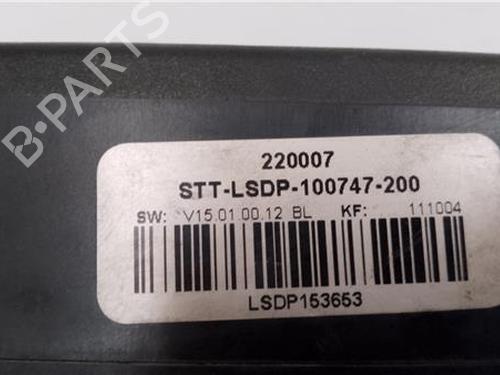 220007
STT-LSDP-100747-200
SW: V15.01.00.12 BL KF: 111004
LSDP153653
B-PARTS